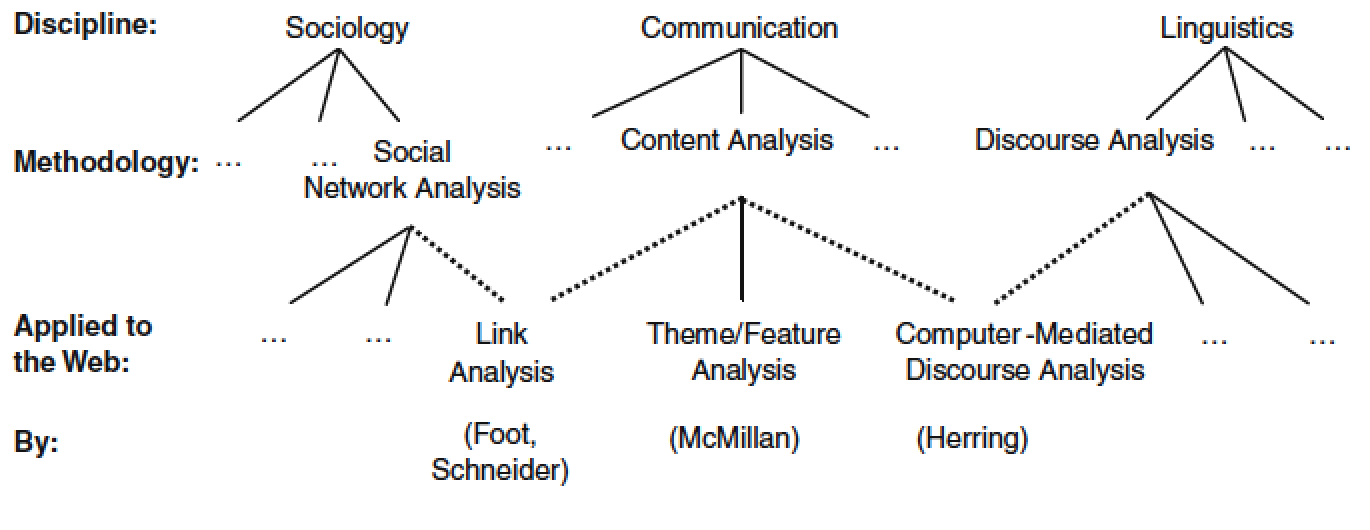 Discipline: Sociology Communication Linguistics
Methodology: ... ... Social Network Analysis ... Content Analysis ... Discourse Analysis ... ...
Applied to the Web: ... ... Link Analysis Theme/Feature Analysis Computer-Mediated Discourse Analysis ... ...
By: (Foot, Schneider) (McMillan) (Herring)